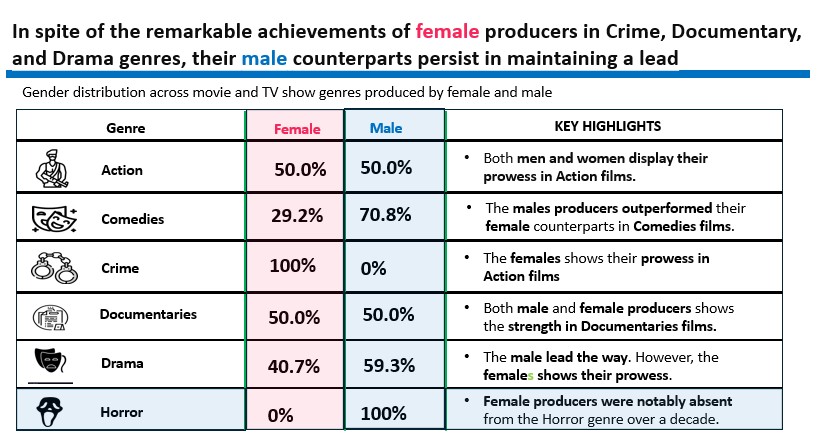 In spite of the remarkable achievements of female producers in Crime, Documentary,
and Drama genres, their male counterparts persist in maintaining a lead
Gender distribution across movie and TV show genres produced by female and male
Genre Female Male KEY HIGHLIGHTS
Action 50.0% 50.0% • Both men and women display their
prowess in Action films.
Comedies 29.2% 70.8% • The males producers outperformed their
female counterparts in Comedies films.
Crime 100% 0% • The females shows their prowess in
Action films
Documentaries 50.0% 50.0% • Both male and female producers shows
the strength in Documentaries films.
Drama 40.7% 59.3% • The male lead the way. However, the
females shows their prowess.
Horror 0% 100% • Female producers were notably absent
from the Horror genre over a decade.